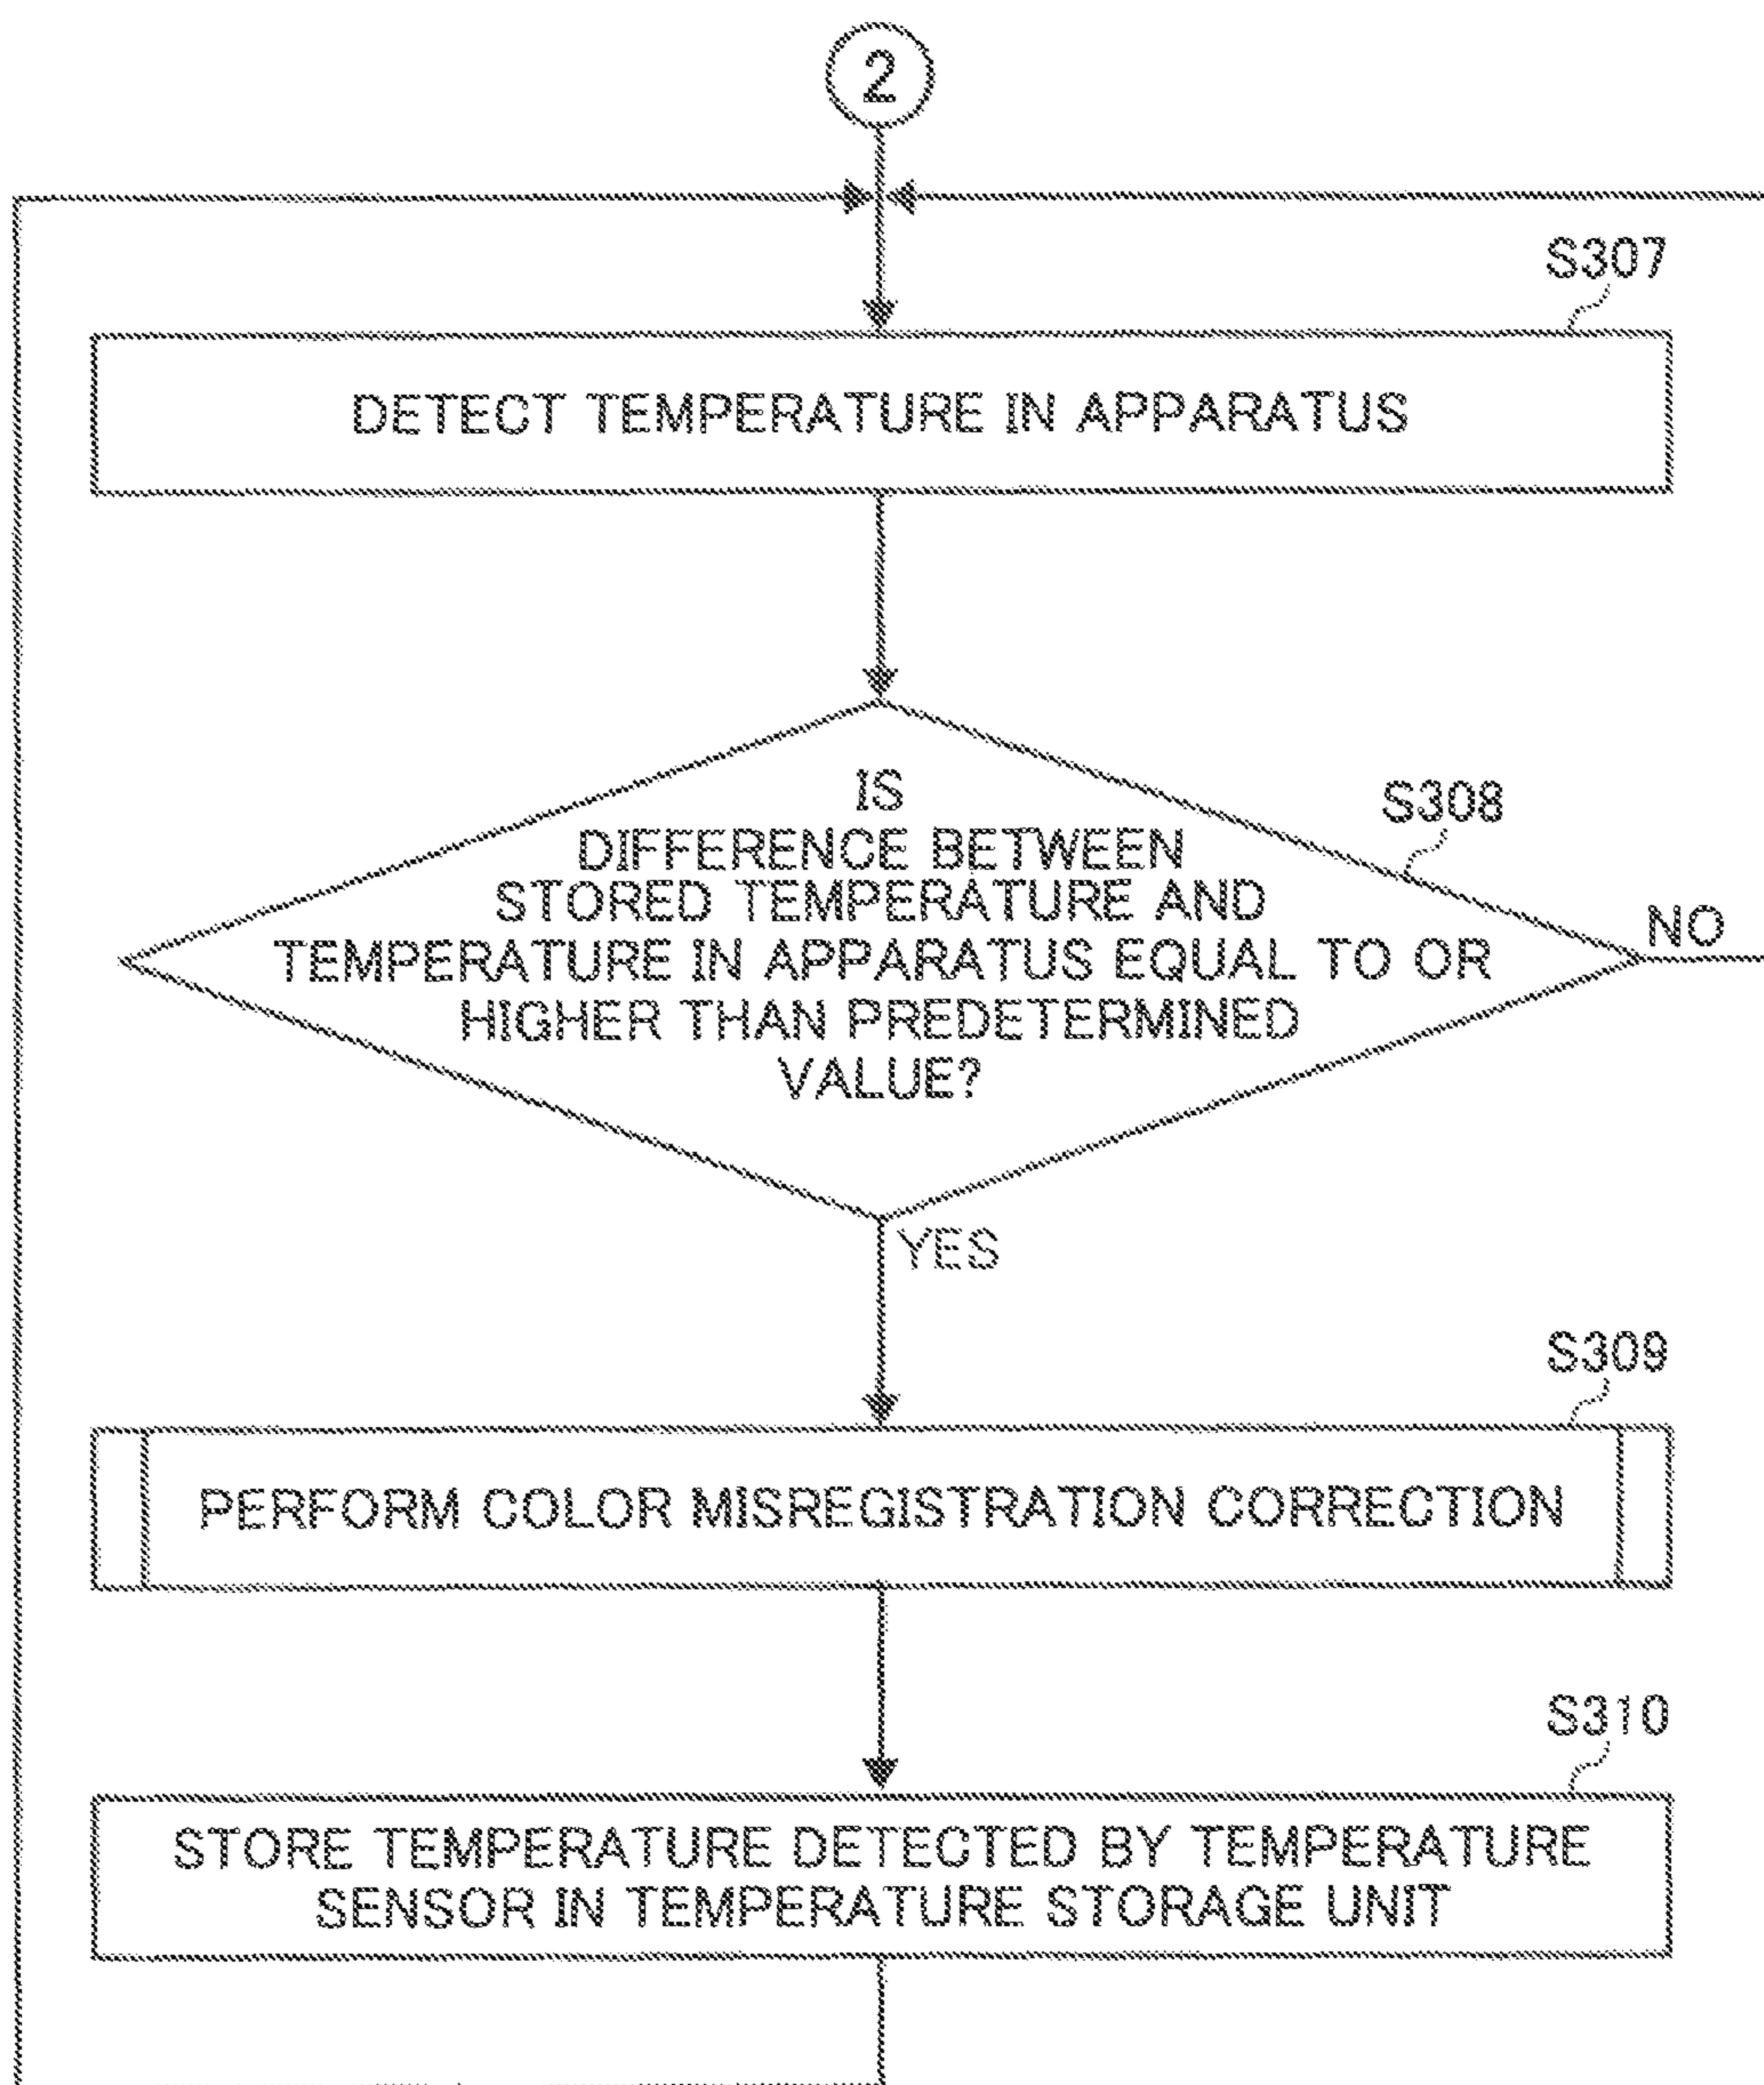 2
S307
DETECT TEMPERATURE IN APPARATUS
IS
S308
DIFFERENCE BETWEEN
STORED TEMPERATURE AND
NO
TEMPERATURE IN APPARATUS EQUAL TO OR
HIGHER THAN PREDETERMINED
VALUE?
YES
S309
PERFORM COLOR MISREGISTRATION CORRECTION
S310
STORE TEMPERATURE DETECTED BY TEMPERATURE
SENSOR IN TEMPERATURE STORAGE UNIT